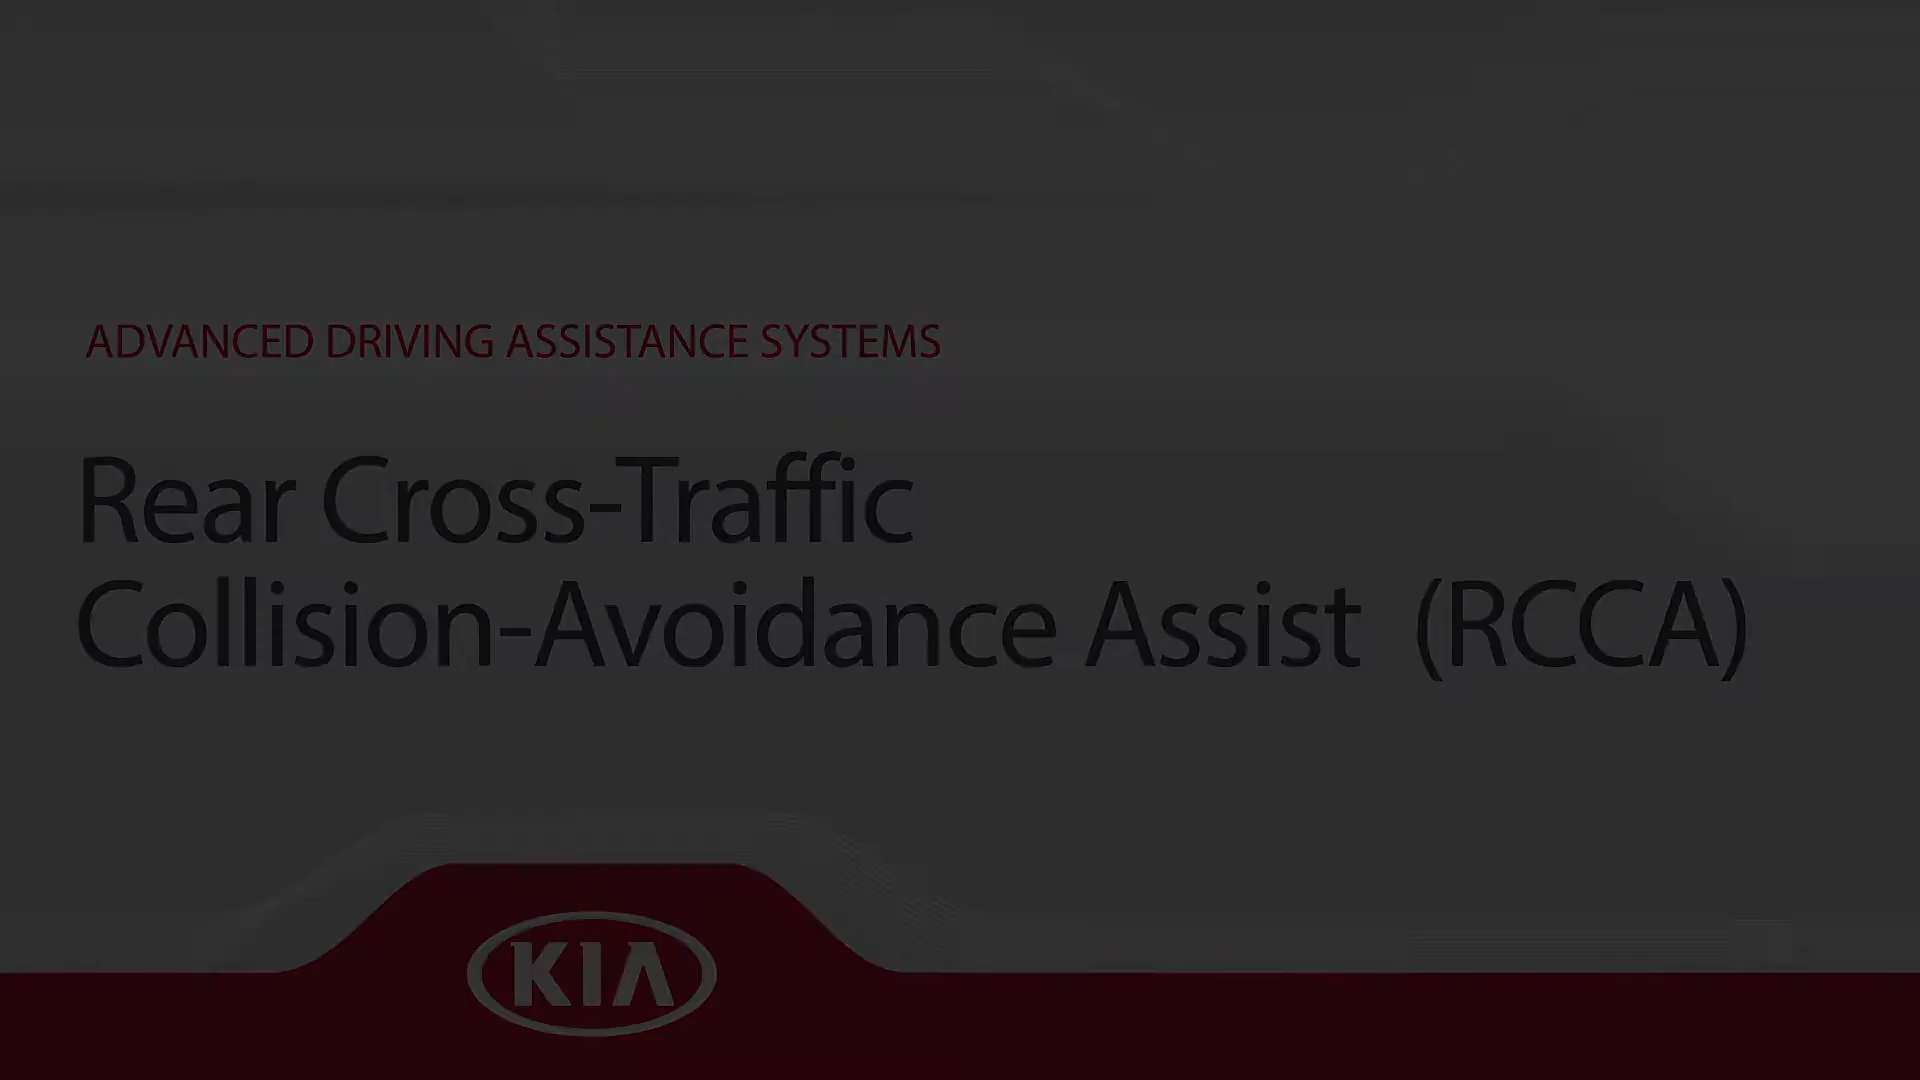 ADVANCED DRIVING ASSISTANCE SYSTEMS
Rear Cross-Traffic
Collision-Avoidance Assist (RCCA)
KIA